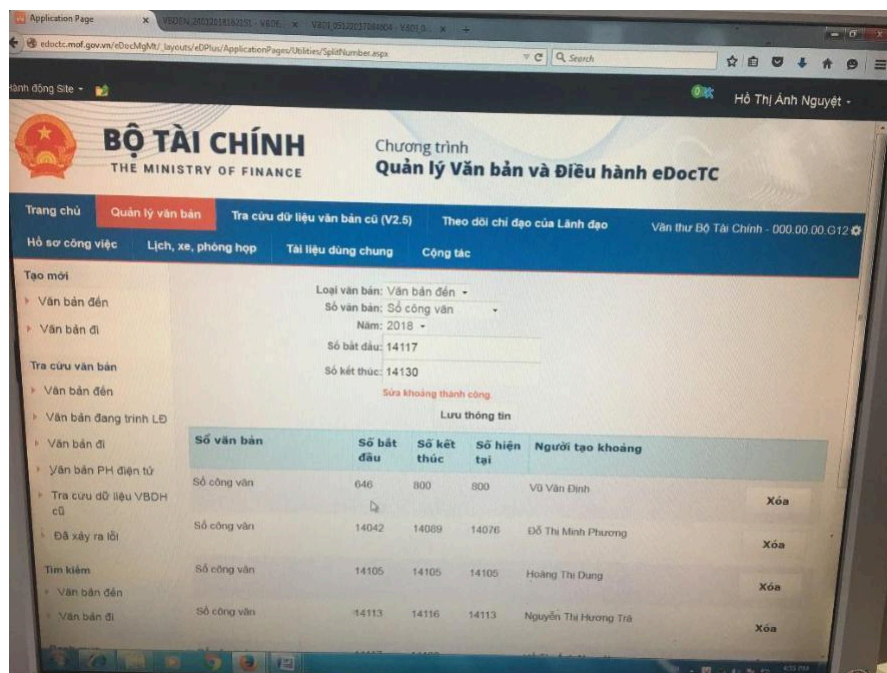 Application Page
edoctc.mof.gov.vn/eDocMgMt/_layouts/eDPlus/ApplicationPages/Utilities/SplitNumber.aspx
Search
Hành động Site
Hồ Thị Ánh Nguyệt
BỘ TÀI CHÍNH
THE MINISTRY OF FINANCE
Chương trình
Quản lý Văn bản và Điều hành eDocTC
Trang chủ Quản lý văn bản Tra cứu dữ liệu văn bản cũ (V2.5) Theo dõi chỉ đạo của Lãnh đạo Văn thư Bộ Tài Chính - 000.00.00.G12
Hồ sơ công việc Lịch, xe, phòng họp Tài liệu dùng chung Cộng tác
Tạo mới
Văn bản đến
Văn bản đi
Tra cứu văn bản
Văn bản đến
Văn bản đang trình LĐ
Văn bản đi
Văn bản PH điện tử
Tra cứu dữ liệu VBDH
cũ
Đã xảy ra lỗi
Tìm kiếm
Văn bản đến
Văn bản đi
Loại văn bản: Văn bản đến
Số văn bản: Sổ công văn
Năm: 2018
Số bắt đầu: 14117
Số kết thúc: 14130
Sửa khoảng thành công.
Lưu thông tin
Sổ văn bản Số bắt đầu Số kết thúc Số hiện tại Người tạo khoảng
Sổ công văn 646 800 800 Vũ Văn Định Xóa
Sổ công văn 14042 14089 14076 Đỗ Thị Minh Phương Xóa
Sổ công văn 14105 14105 14105 Hoàng Thị Dung Xóa
Sổ công văn 14113 14116 14113 Nguyễn Thị Hương Trà Xóa
4:53 PM